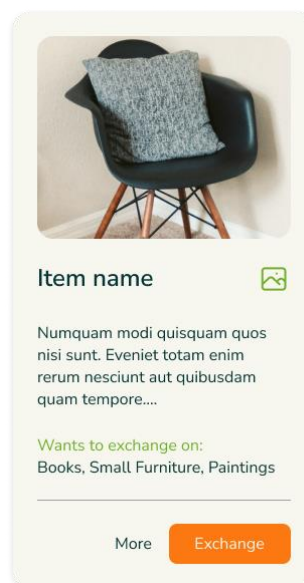 Item name
Numquam modi quisquam quos
nisi sunt. Eveniet totam enim
rerum nesciunt aut quibusdam
quam tempore....
Wants to exchange on:
Books, Small Furniture, Paintings
More
Exchange